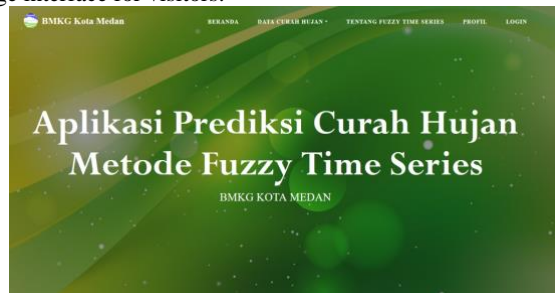 ge interface for visitors.
BMKG Kota Medan BERANDA DATA CURAH HUJAN TENTANG FUZZY TIME SERIES PROFIL LOGIN
Aplikasi Prediksi Curah Hujan
Metode Fuzzy Time Series
BMKG KOTA MEDAN